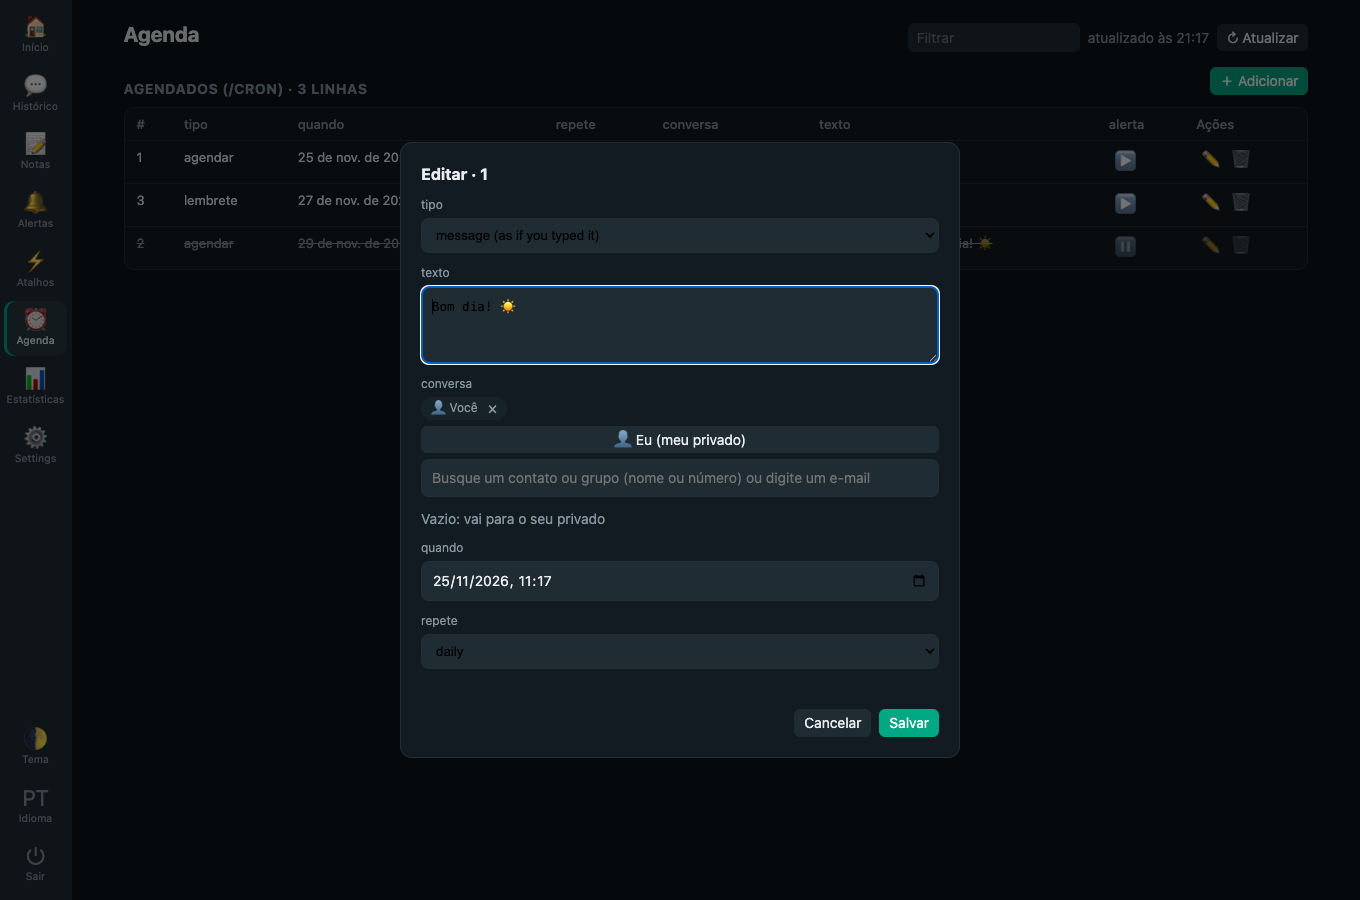 Início
Histórico
Notas
Alertas
Atalhos
Agenda
Estatísticas
Settings
Tema
PT
Idioma
Sair
Agenda
Filtrar
atualizado às 21:17
Atualizar
AGENDADOS (/CRON) · 3 LINHAS
+ Adicionar
# tipo quando repete conversa texto alerta Ações
1 agendar 25 de nov. de 20
3 lembrete 27 de nov. de 20
2 agendar 29 de nov. de 20
ia! ☀️
Editar · 1
tipo
message (as if you typed it)
texto
Bom dia! ☀️
conversa
Você ×
Eu (meu privado)
Busque um contato ou grupo (nome ou número) ou digite um e-mail
Vazio: vai para o seu privado
quando
25/11/2026, 11:17
repete
daily
Cancelar
Salvar